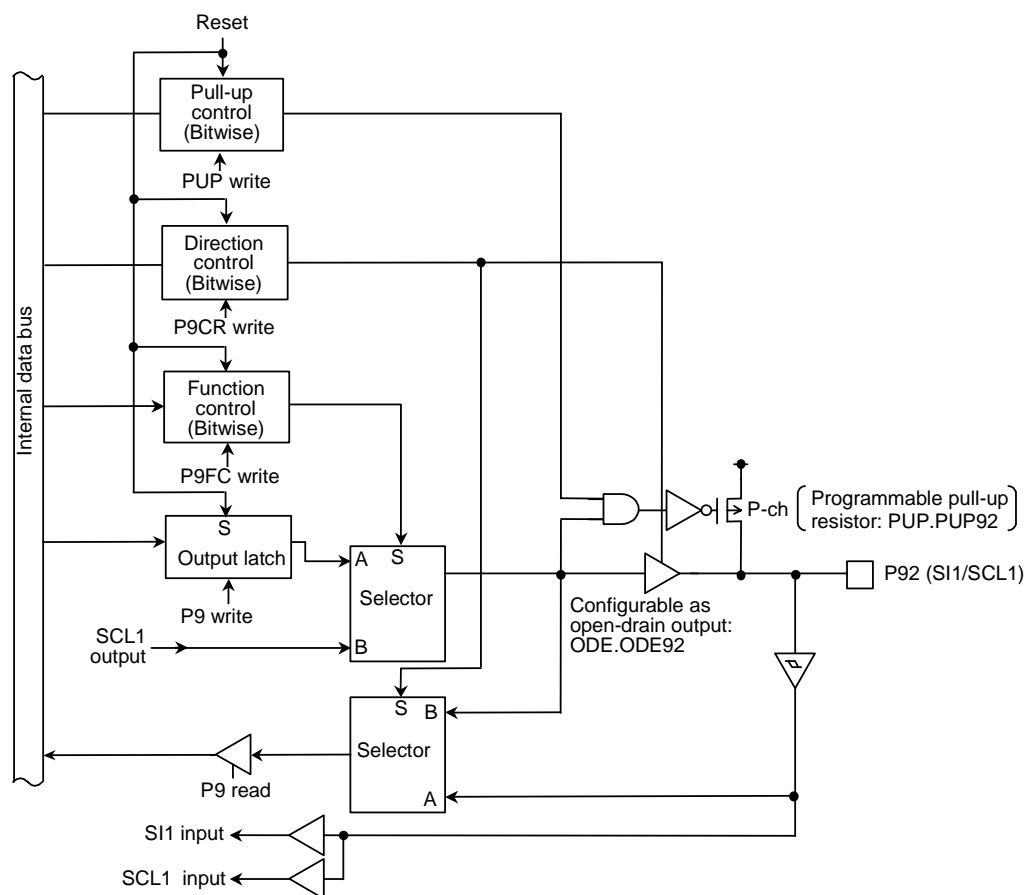 Reset
Pull-up
control
(Bitwise)
PUP write
Direction
control
(Bitwise)
P9CR write
Internal data bus
Function
control
(Bitwise)
P9FC write
P-ch
Programmable pull-up
resistor: PUP.PUP92
S
Output latch
P9 write
A
S
Selector
B
SCL1
output
P92 (SI1/SCL1)
Configurable as
open-drain output:
ODE.ODE92
S
B
Selector
A
P9 read
SI1 input
SCL1 input